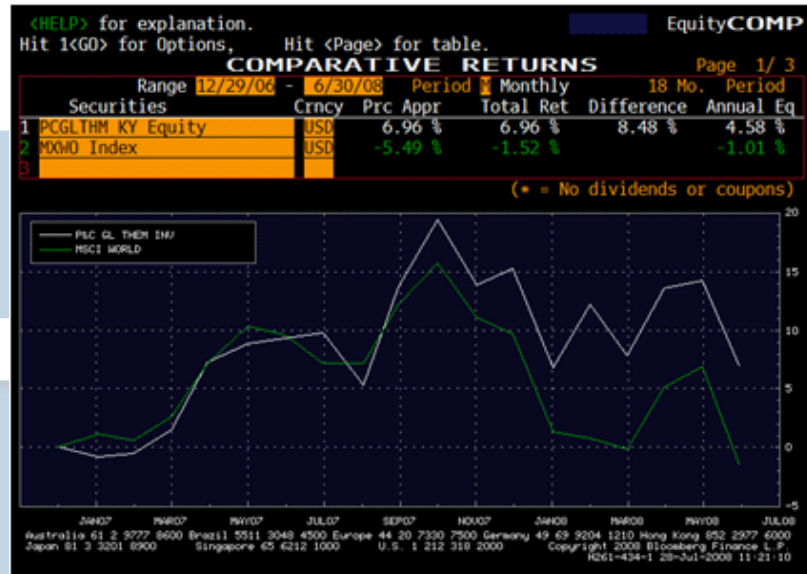 <HELP> for explanation. EquityCOMP
Hit 1<GO> for Options, Hit <Page> for table.
COMPARATIVE RETURNS Page 1/ 3
Range 12/29/06 - 6/30/08 Period M Monthly 18 Mo. Period
Securities Crncy Prc Appr Total Ret Difference Annual Eq
1 PCGLTHM KY Equity USD 6.96 % 6.96 % 8.48 % 4.58 %
2 MXWO Index USD -5.49 % -1.52 % -1.01 %
3
(* = No dividends or coupons)
P&C GL THEM INV
MSCI WORLD
20
15
10
5
0
-5
JAN07 MAR07 MAY07 JUL07 SEP07 NOV07 JAN08 MAR08 MAY08 JUL08
Australia 61 2 9777 8600 Brazil 5511 3048 4500 Europe 44 20 7330 7500 Germany 49 69 9204 1210 Hong Kong 852 2977 6000
Japan 81 3 3201 8900 Singapore 65 6212 1000 U.S. 1 212 318 2000 Copyright 2008 Bloomberg Finance L.P.
H261-434-1 28-Jul-2008 11:21:10